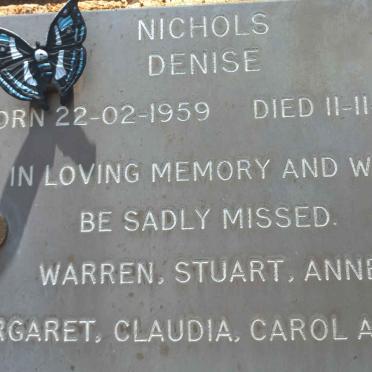 NICHOLS
DENISE
ORN 22-02-1959 DIED 11-11-
IN LOVING MEMORY AND W
BE SADLY MISSED.
WARREN, STUART, ANNE
RGARET, CLAUDIA, CAROL A